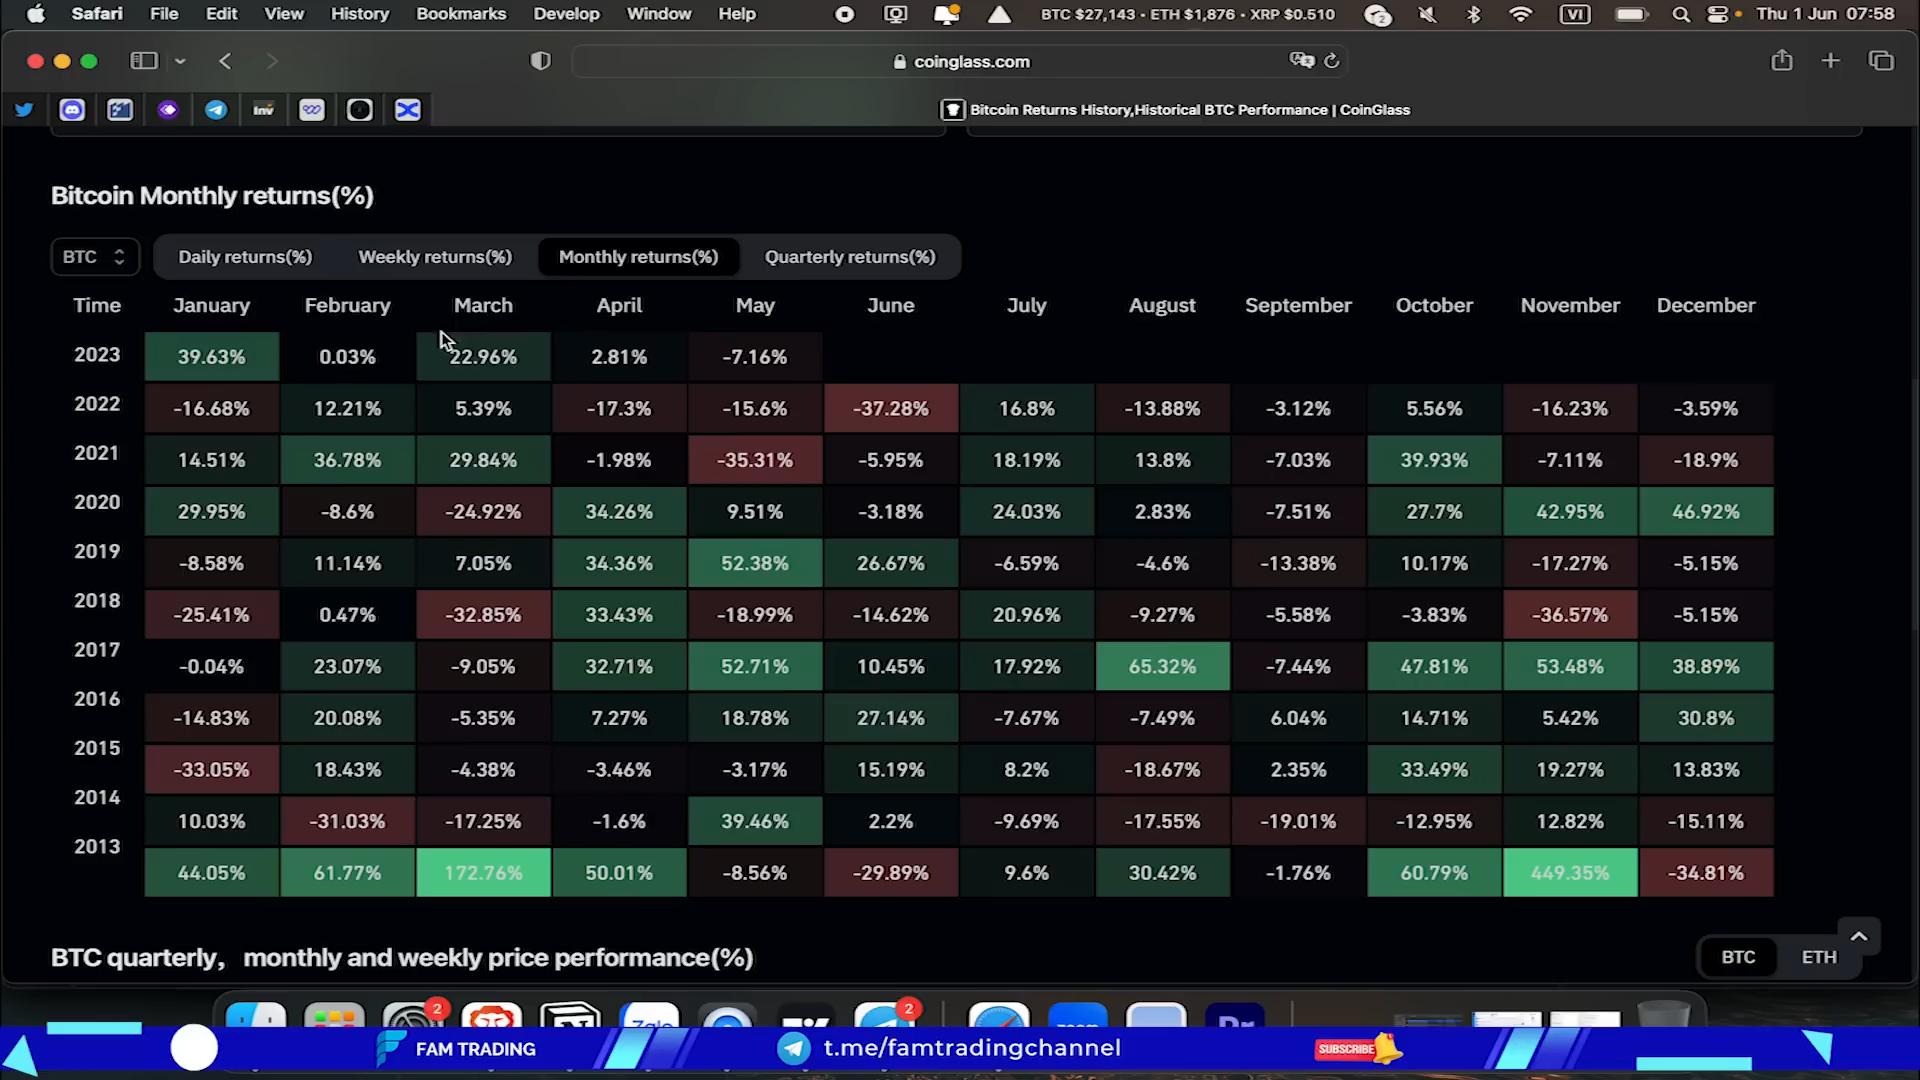 Safari File Edit View History Bookmarks Develop Window Help BTC $27,143 · ETH $1,876 · XRP $0.510 2 VI Thu 1 Jun 07:58
coinglass.com
Inv Bitcoin Returns History,Historical BTC Performance | CoinGlass
Bitcoin Monthly returns(%)
BTC Daily returns(%) Weekly returns(%) Monthly returns(%) Quarterly returns(%)
Time January February March April May June July August September October November December
2023 39.63% 0.03% 22.96% 2.81% -7.16%
2022 -16.68% 12.21% 5.39% -17.3% -15.6% -37.28% 16.8% -13.88% -3.12% 5.56% -16.23% -3.59%
2021 14.51% 36.78% 29.84% -1.98% -35.31% -5.95% 18.19% 13.8% -7.03% 39.93% -7.11% -18.9%
2020 29.95% -8.6% -24.92% 34.26% 9.51% -3.18% 24.03% 2.83% -7.51% 27.7% 42.95% 46.92%
2019 -8.58% 11.14% 7.05% 34.36% 52.38% 26.67% -6.59% -4.6% -13.38% 10.17% -17.27% -5.15%
2018 -25.41% 0.47% -32.85% 33.43% -18.99% -14.62% 20.96% -9.27% -5.58% -3.83% -36.57% -5.15%
2017 -0.04% 23.07% -9.05% 32.71% 52.71% 10.45% 17.92% 65.32% -7.44% 47.81% 53.48% 38.89%
2016 -14.83% 20.08% -5.35% 7.27% 18.78% 27.14% -7.67% -7.49% 6.04% 14.71% 5.42% 30.8%
2015 -33.05% 18.43% -4.38% -3.46% -3.17% 15.19% 8.2% -18.67% 2.35% 33.49% 19.27% 13.83%
2014 10.03% -31.03% -17.25% -1.6% 39.46% 2.2% -9.69% -17.55% -19.01% -12.95% 12.82% -15.11%
2013 44.05% 61.77% 172.76% 50.01% -8.56% -29.89% 9.6% 30.42% -1.76% 60.79% 449.35% -34.81%
BTC quarterly, monthly and weekly price performance(%) BTC ETH
2 Zalo 2 zoom Pr
FAM TRADING t.me/famtradingchannel SUBSCRIBE